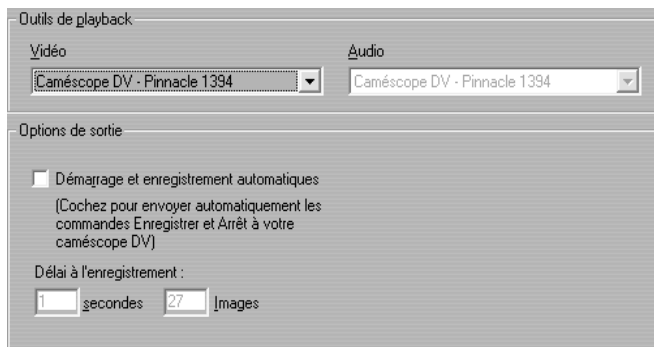 Outils de playback
Vidéo
Audio
Caméscope DV - Pinnacle 1394
Caméscope DV - Pinnacle 1394
Options de sortie
Démarrage et enregistrement automatiques
(Cochez pour envoyer automatiquement les
commandes Enregistrer et Arrêt à votre
caméscope DV)
Délai à l'enregistrement :
1 secondes 27 Images